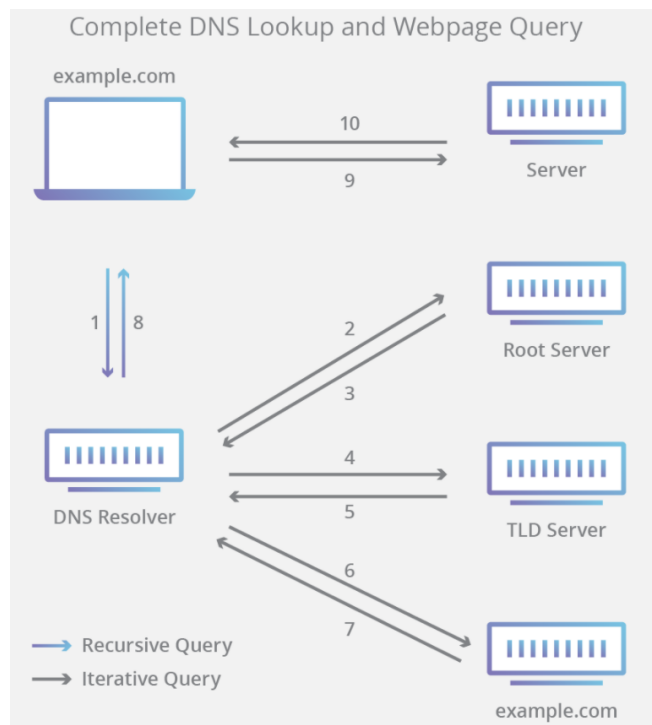 Complete DNS Lookup and Webpage Query
example.com
10
9
Server
1
8
2
3
Root Server
DNS Resolver
4
5
TLD Server
6
7
example.com
Recursive Query
Iterative Query